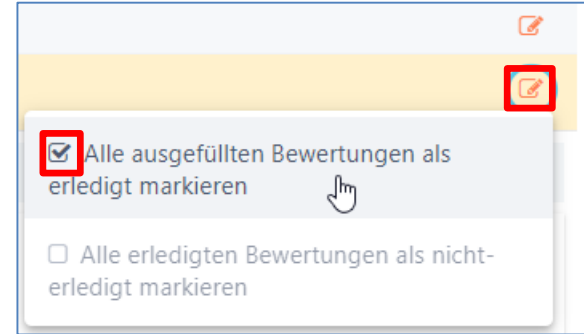 Alle ausgefüllten Bewertungen als
erledigt markieren
Alle erledigten Bewertungen als nicht-
erledigt markieren